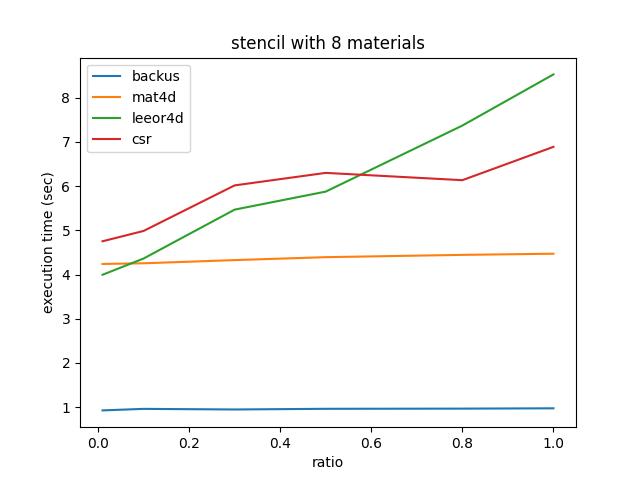 stencil with 8 materials
backus
mat4d
leeor4d
csr
execution time (sec)
8
7
6
5
4
3
2
1
0.0 0.2 0.4 0.6 0.8 1.0
ratio